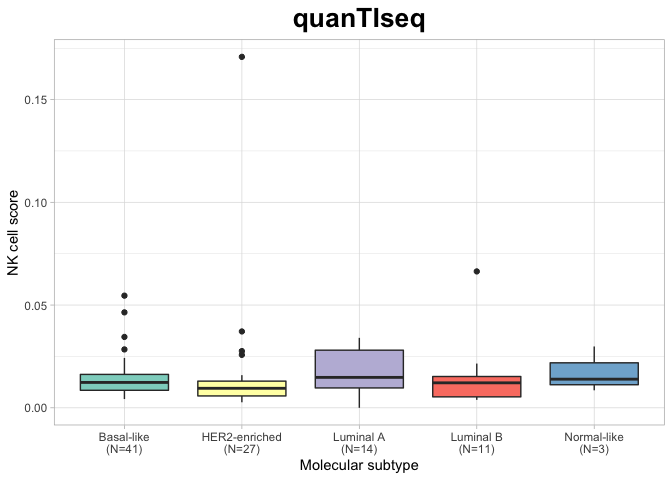 quanTIseq
NK cell score
0.15
0.10
0.05
0.00
Basal-like
(N=41)
HER2-enriched
(N=27)
Luminal A
(N=14)
Luminal B
(N=11)
Normal-like
(N=3)
Molecular subtype